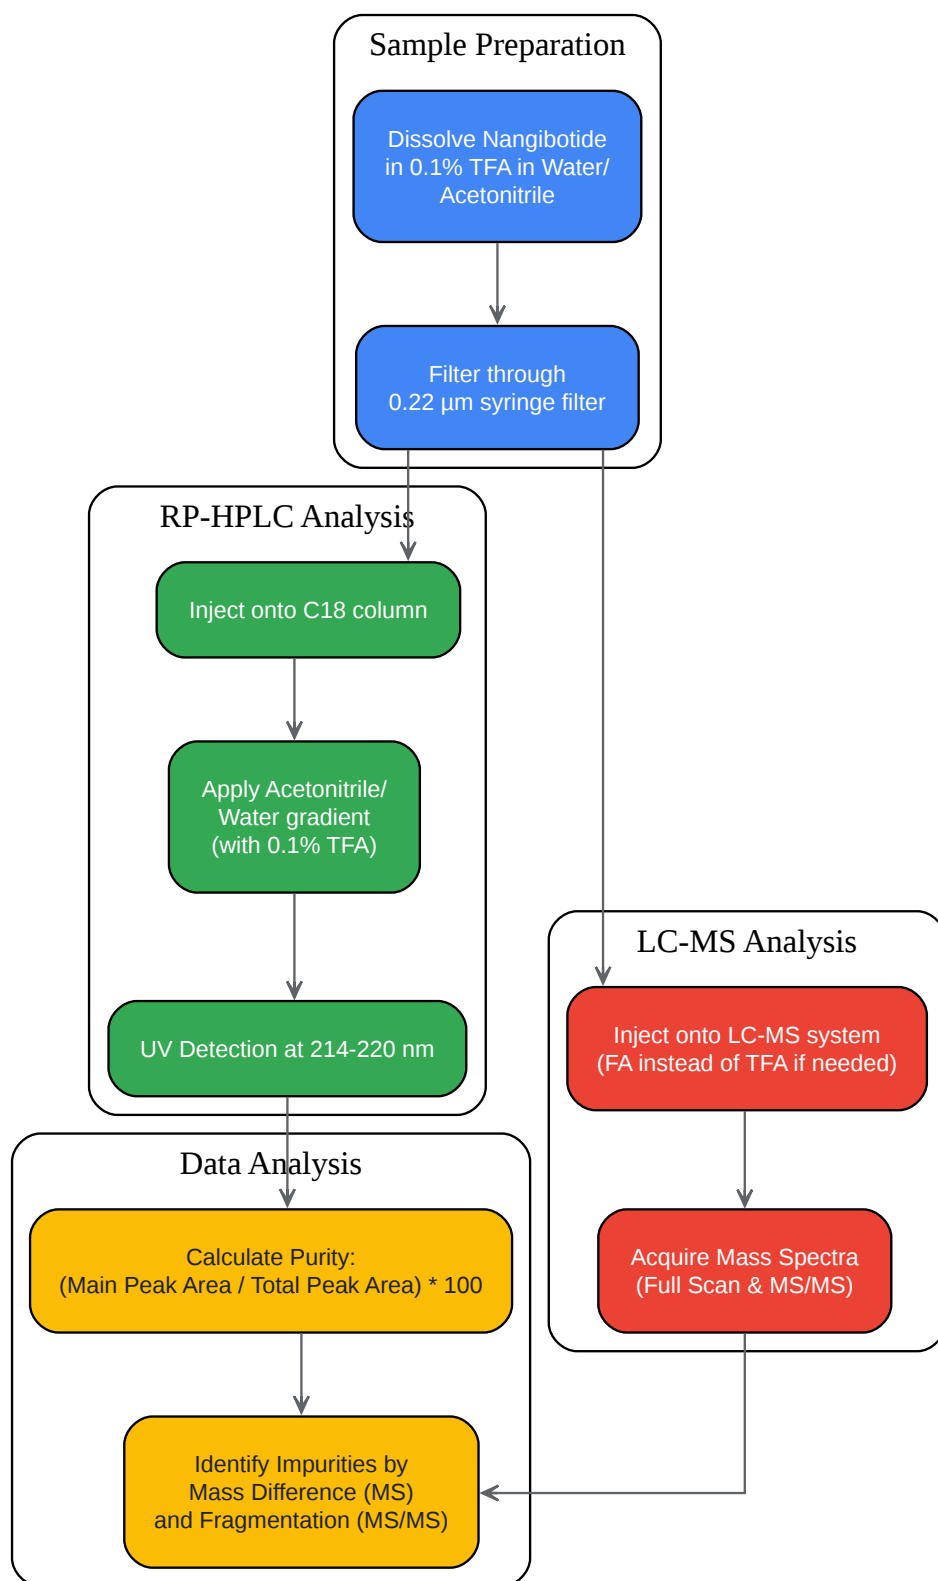 Sample Preparation
Dissolve Nangibotide
in 0.1% TFA in Water/
Acetonitrile
Filter through
0.22 µm syringe filter
RP-HPLC Analysis
Inject onto C18 column
Apply Acetonitrile/
Water gradient
(with 0.1% TFA)
UV Detection at 214-220 nm
LC-MS Analysis
Inject onto LC-MS system
(FA instead of TFA if needed)
Acquire Mass Spectra
(Full Scan & MS/MS)
Data Analysis
Calculate Purity:
(Main Peak Area / Total Peak Area) * 100
Identify Impurities by
Mass Difference (MS)
and Fragmentation (MS/MS)